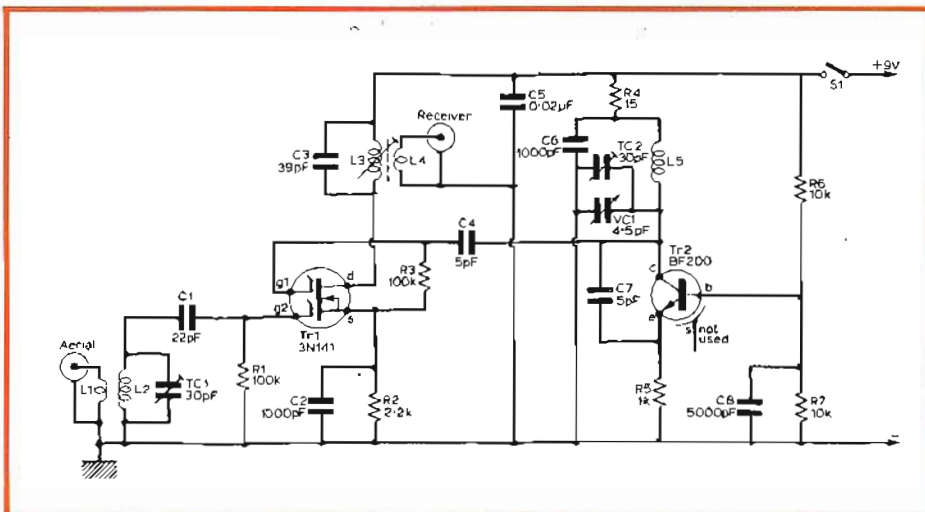 +9V
S1
C5
0.02µF
R4
15
Receiver
C3
39pF
L3
L4
C6
1000pF
TC2
30pF
L5
R6
10k
VC1
4.5pF
C4
5pF
Tr2
BF200
g1
d
R3
100k
c
b
C7
5pF
g2
s
e
s not
used
C1
22pF
Tr1
3N141
Aerial
L1
L2
TC1
30pF
R1
100k
C2
1000pF
R2
2.2k
R5
1k
C8
5000pF
R7
10k
-